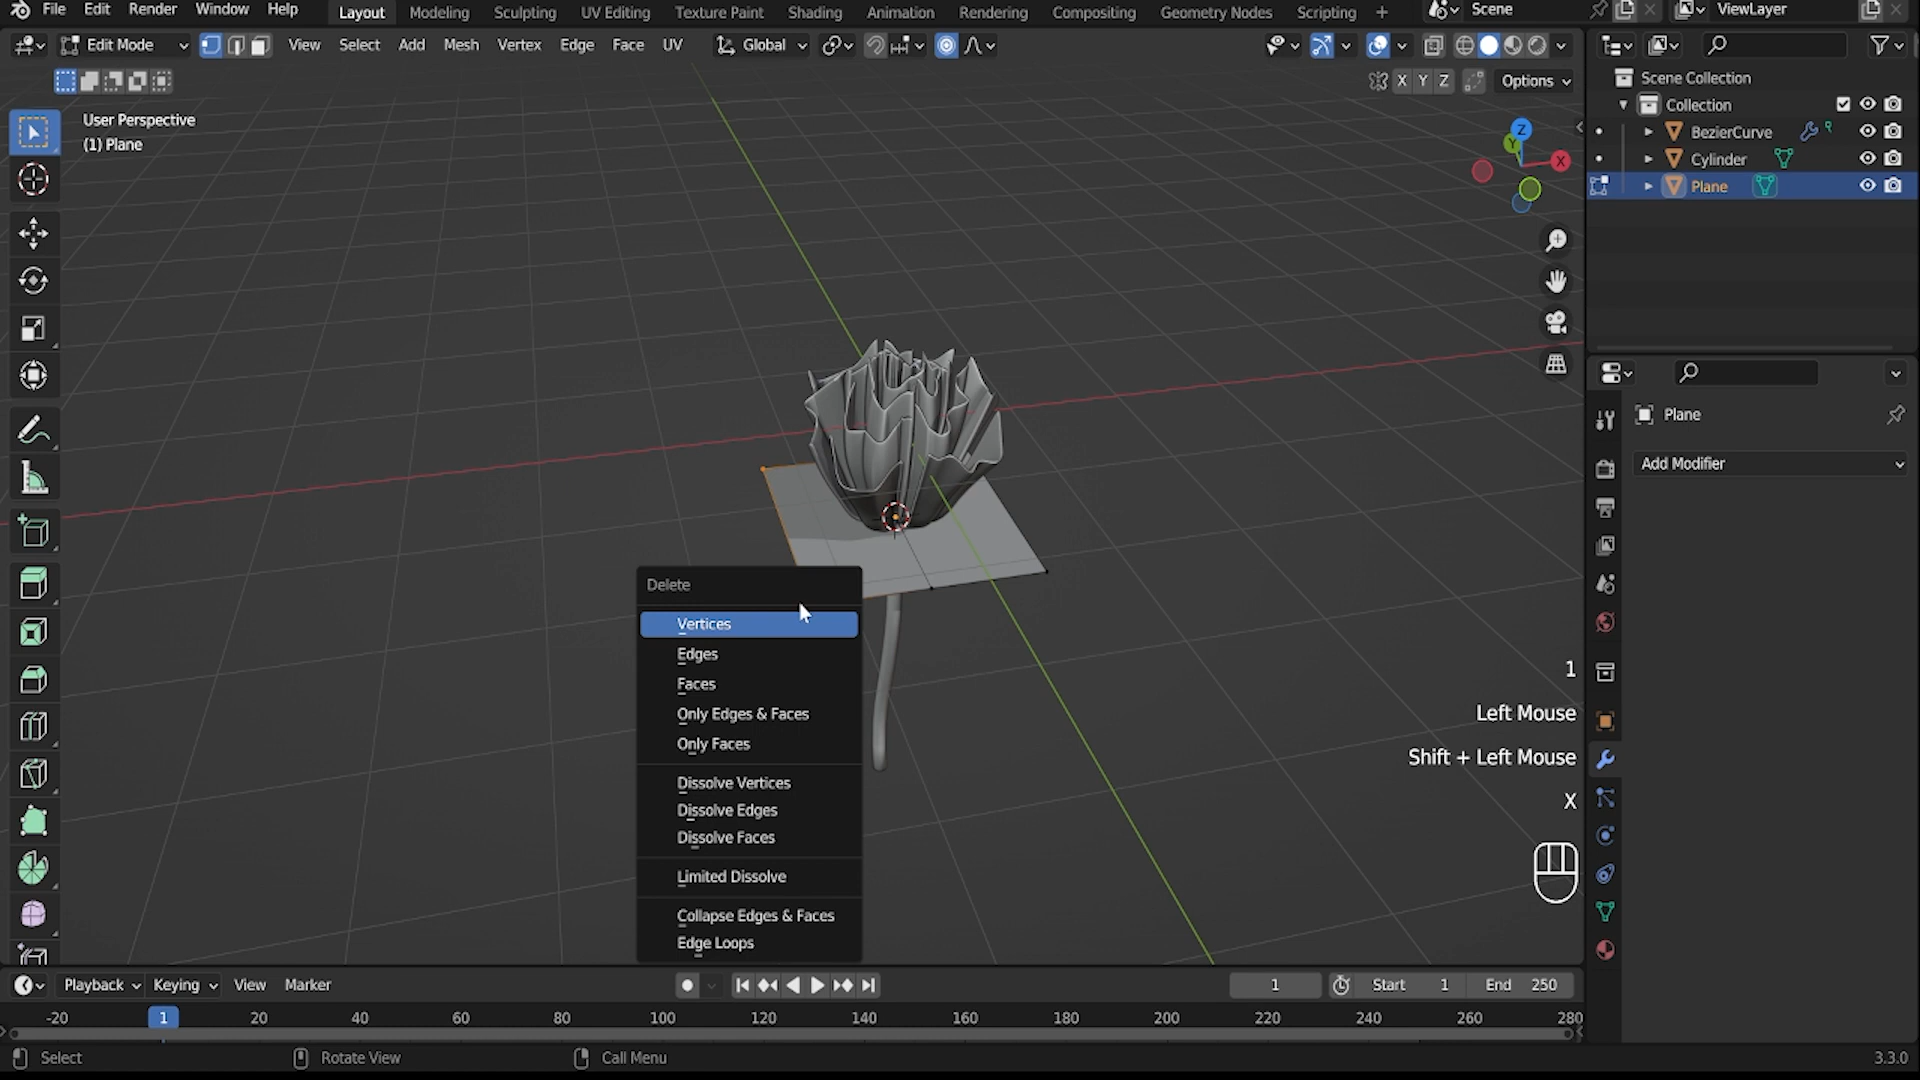 File Edit Render Window Help Layout Modeling Sculpting UV Editing Texture Paint Shading Animation Rendering Compositing Geometry Nodes Scripting + Scene ViewLayer
Edit Mode View Select Add Mesh Vertex Edge Face UV Global
X Y Z Options
User Perspective
(1) Plane
Z
Y
X
Scene Collection
Collection
BezierCurve
Cylinder
Plane
Plane
Add Modifier
Delete
Vertices
Edges
Faces
Only Edges & Faces
Only Faces
Dissolve Vertices
Dissolve Edges
Dissolve Faces
Limited Dissolve
Collapse Edges & Faces
Edge Loops
1
Left Mouse
Shift + Left Mouse
X
Playback Keying View Marker 1 Start 1 End 250
-20 1 20 40 60 80 100 120 140 160 180 200 220 240 260 280
Select Rotate View Call Menu 3.3.0